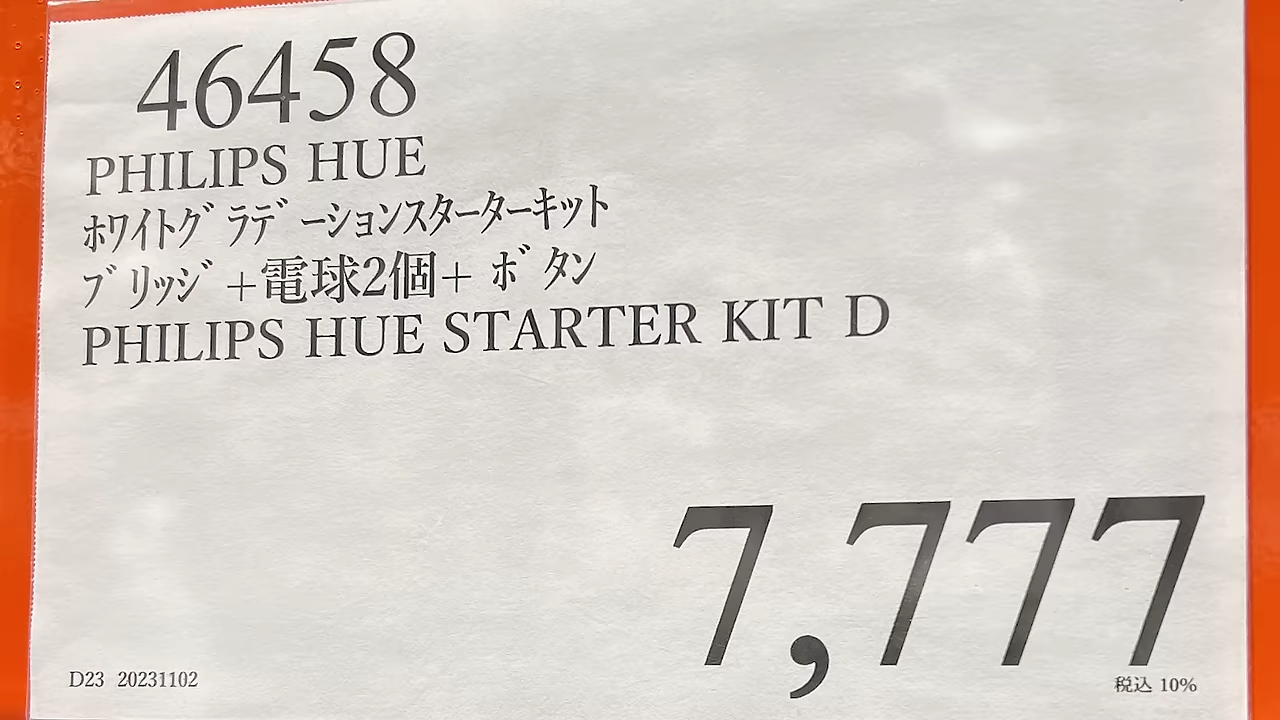 46458
PHILIPS HUE
ﾎﾜｲﾄｸﾞﾗﾃﾞｰｼｮﾝｽﾀｰﾀｰｷｯﾄ
ﾌﾞﾘｯｼﾞ+電球2個+ ﾎﾞﾀﾝ
PHILIPS HUE STARTER KIT D
7,777
税込 10%
D23 20231102